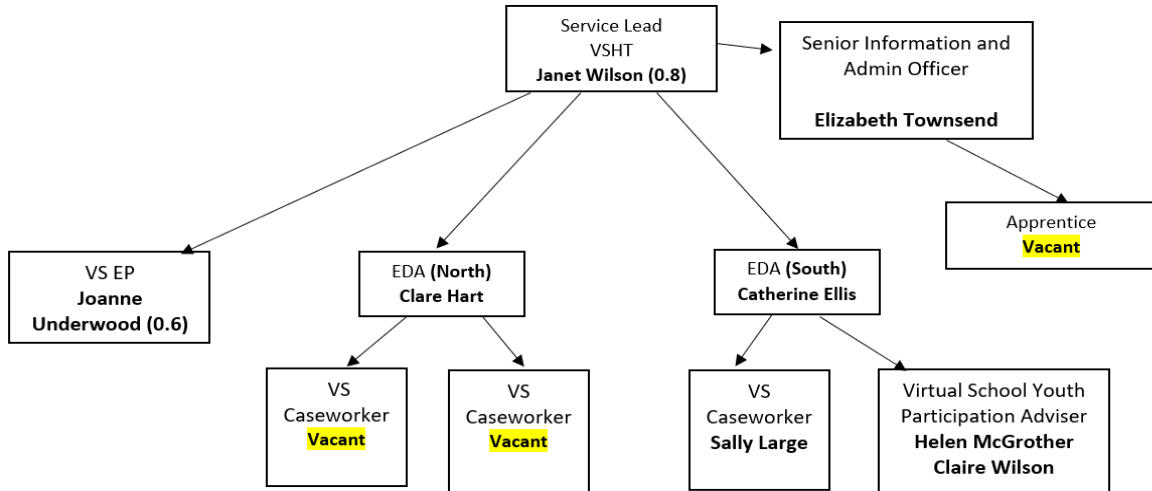 Service Lead
VSHT
Janet Wilson (0.8)
Senior Information and
Admin Officer
Elizabeth Townsend
Apprentice
Vacant
VS EP
Joanne
Underwood (0.6)
EDA (North)
Clare Hart
EDA (South)
Catherine Ellis
VS
Caseworker
Vacant
VS
Caseworker
Vacant
VS
Caseworker
Sally Large
Virtual School Youth
Participation Adviser
Helen McGrother
Claire Wilson